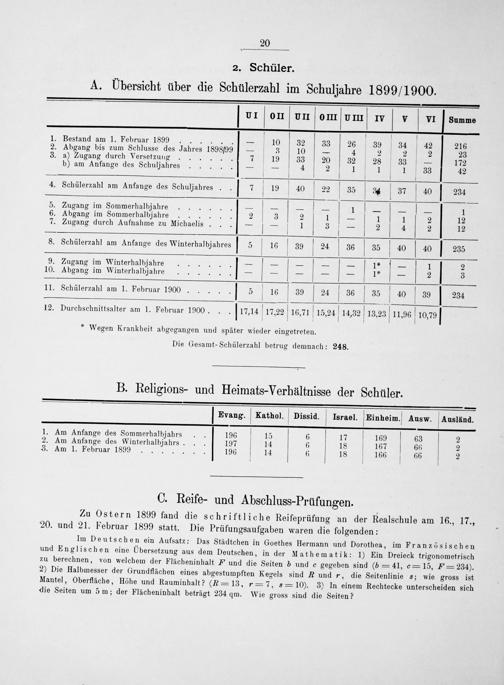 20
2. Schüler.
A. Übersicht über die Schülerzahl im Schuljahre 1899/1900.
U I O II U II O III U III IV V VI Summe
1. Bestand am 1. Februar 1899 . . . . . . — 10 32 33 26 39 34 42 216
2. Abgang bis zum Schlusse des Jahres 1898/99 — 3 10 — 4 2 2 2 23
3. a) Zugang durch Versetzung . . . . . . 7 19 33 20 32 28 33 — 172
b) am Anfange des Schuljahres . . . . . 4 2 1 1 1 33 42
4. Schülerzahl am Anfange des Schuljahres . . . 7 19 40 22 35 34 37 40 234
5. Zugang im Sommerhalbjahre . . . . . . — — — — 1 — — — 1
6. Abgang im Sommerhalbjahre . . . . . . 2 3 2 1 — 1 1 2 12
7. Zugang durch Aufnahme zu Michaelis . . . — — 1 3 — 2 4 2 12
8. Schülerzahl am Anfange des Winterhalbjahres 5 16 39 24 36 35 40 40 235
9. Zugang im Winterhalbjahre . . . . . . — — — — — 1* — 1 2
10. Abgang im Winterhalbjahre . . . . . . — — — — — 1* — 2 3
11. Schülerzahl am 1. Februar 1900 . . . . . 5 16 39 24 36 35 40 39 234
12. Durchschnittsalter am 1. Februar 1900 . . . 17,14 17,22 16,71 15,24 14,32 13,23 11,96 10,79
* Wegen Krankheit abgegangen und später wieder eingetreten.
Die Gesamt-Schülerzahl betrug demnach: 248.
B. Religions- und Heimats-Verhältnisse der Schüler.
Evang. Kathol. Dissid. Israel. Einheim. Ausw. Ausländ.
1. Am Anfange des Sommerhalbjahrs . . 196 15 6 17 169 63 2
2. Am Anfange des Winterhalbjahrs . . . 197 14 6 18 167 66 2
3. Am 1. Februar 1899 . . . . . . . 196 14 6 18 166 66 2
C. Reife- und Abschluss-Prüfungen.
Zu Ostern 1899 fand die schriftliche Reifeprüfung an der Realschule am 16., 17.,
20. und 21. Februar 1899 statt. Die Prüfungsaufgaben waren die folgenden:
Im Deutschen ein Aufsatz: Das Städtchen in Goethes Hermann und Dorothea, im Französischen
und Englischen eine Übersetzung aus dem Deutschen, in der Mathematik: 1) Ein Dreieck trigonometrisch
zu berechnen, von welchem der Flächeninhalt F und die Seiten b und c gegeben sind (b = 41, c = 15, F = 234).
2) Die Halbmesser der Grundflächen eines abgestumpften Kegels sind R und r, die Seitenlinie s; wie gross ist
Mantel, Oberfläche, Höhe und Rauminhalt? (R = 13, r = 7, s = 10). 3) In einem Rechtecke unterscheiden sich
die Seiten um 5 m; der Flächeninhalt beträgt 234 qm. Wie gross sind die Seiten?